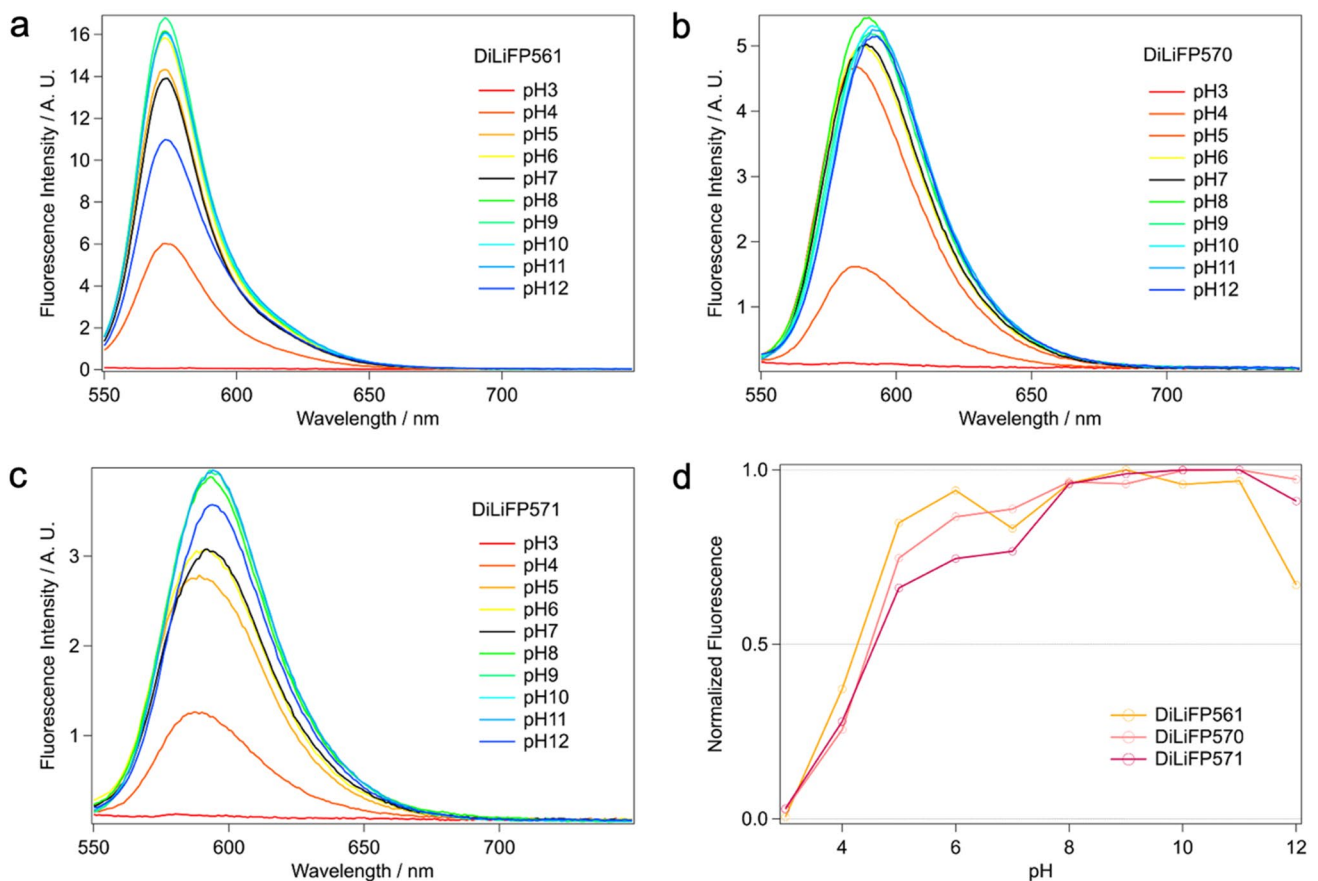 a
DiLiFP561
pH3
pH4
pH5
pH6
pH7
pH8
pH9
pH10
pH11
pH12
Fluorescence Intensity / A. U.
16
14
12
10
8
6
4
2
0
550
600
650
700
Wavelength / nm
b
DiLiFP570
pH3
pH4
pH5
pH6
pH7
pH8
pH9
pH10
pH11
pH12
Fluorescence Intensity / A. U.
5
4
3
2
1
550
600
650
700
Wavelength / nm
c
DiLiFP571
pH3
pH4
pH5
pH6
pH7
pH8
pH9
pH10
pH11
pH12
Fluorescence Intensity / A. U.
3
2
1
550
600
650
700
Wavelength / nm
d
Normalized Fluorescence
1.0
0.5
0.0
DiLiFP561
DiLiFP570
DiLiFP571
4
6
8
10
12
pH